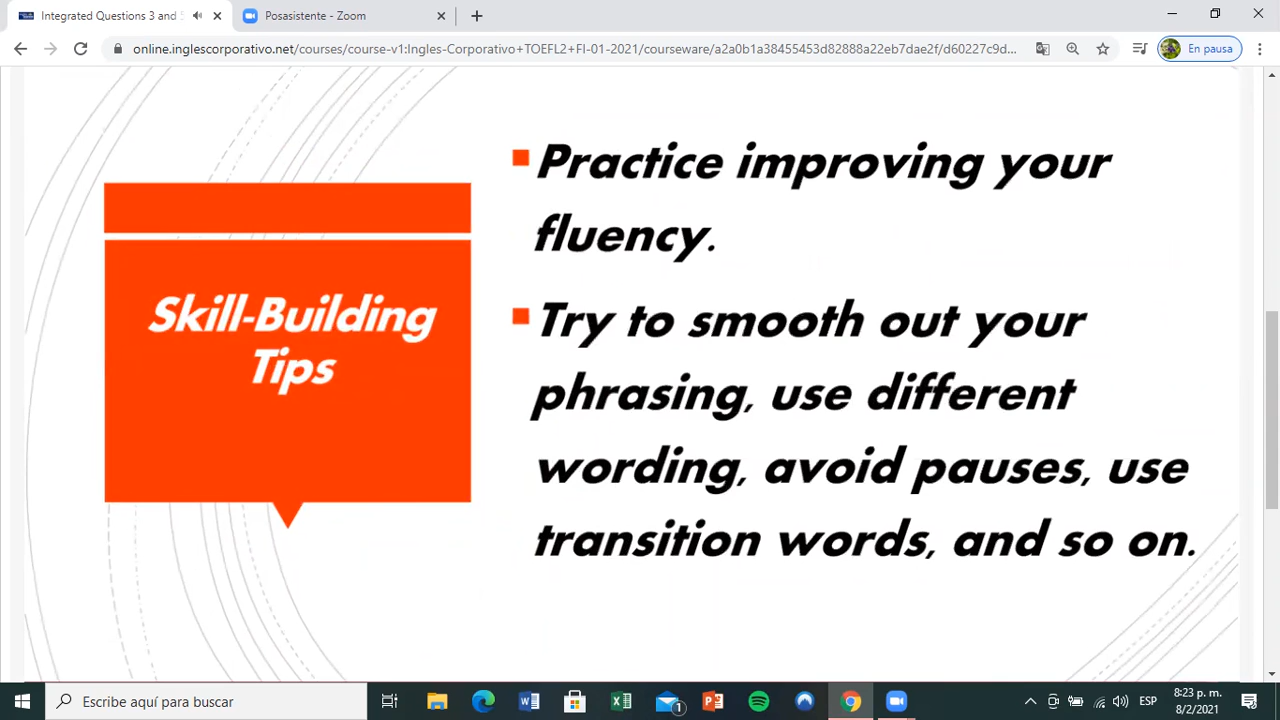 Integrated Questions 3 and 5
Posasistente - Zoom
online.inglescorporativo.net/courses/course-v1:Ingles-Corporativo+TOEFL2+FI-01-2021/courseware/a2a0b1a38455453d82888a22eb7dae2f/d60227c9d...
En pausa
Skill-Building
Tips
Practice improving your
fluency.
Try to smooth out your
phrasing, use different
wording, avoid pauses, use
transition words, and so on.
Escribe aquí para buscar
1
ESP
8:23 p. m.
8/2/2021